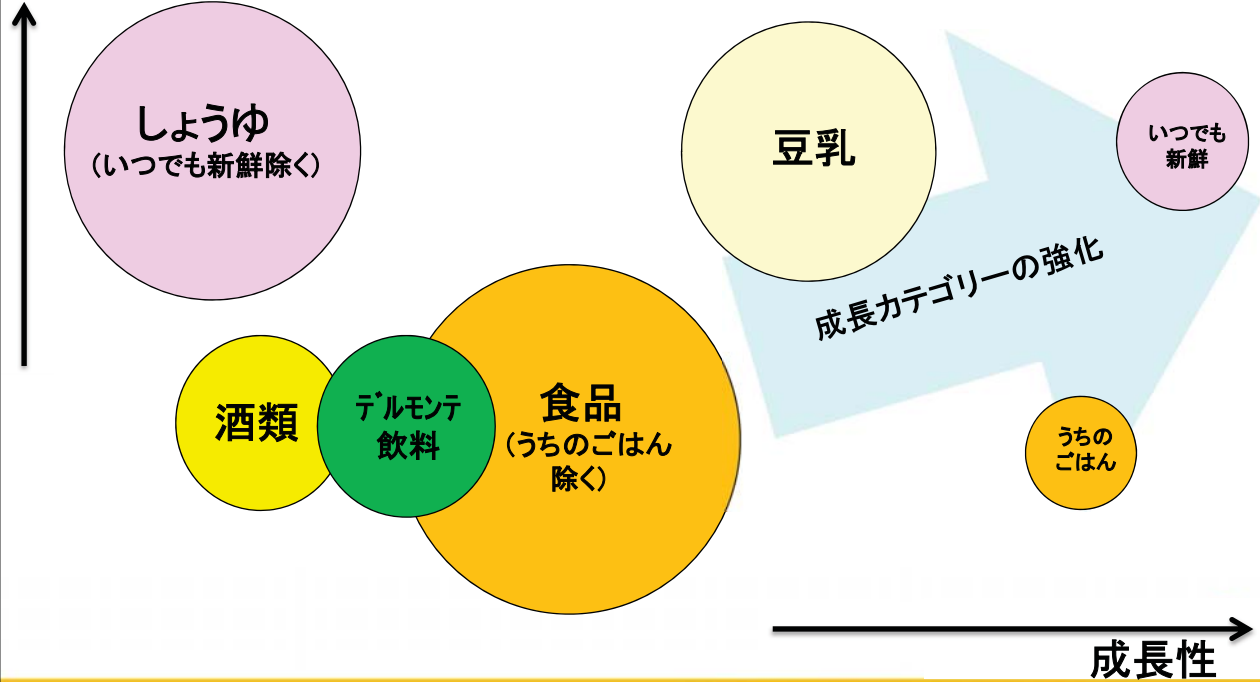 しょうゆ
(いつでも新鮮除く)
豆乳
いつでも
新鮮
成長カテゴリーの強化
酒類
ﾃﾞﾙﾓﾝﾃ
飲料
食品
(うちのごはん
除く)
うちの
ごはん
成長性